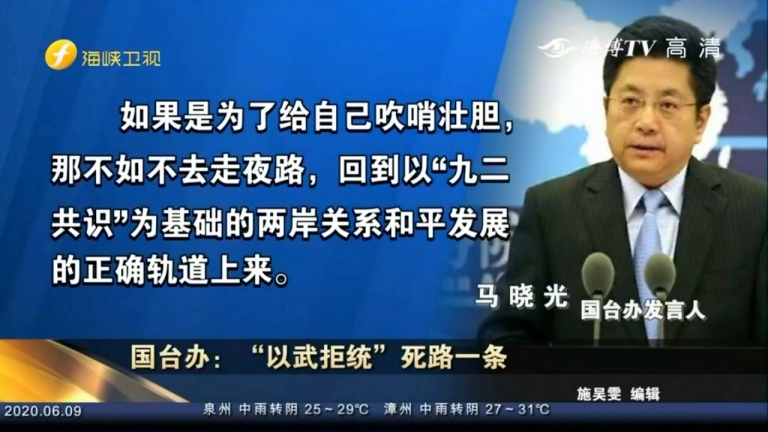 海峡卫视
海博TV 高清
如果是为了给自己吹哨壮胆，
那不如不去走夜路，回到以“九二
共识”为基础的两岸关系和平发展
的正确轨道上来。
马晓光
国台办发言人
国台办：“以武拒统”死路一条
施吴雯 编辑
2020.06.09
泉州 中雨转阴 25～29℃ 漳州 中雨转阴 27～31℃